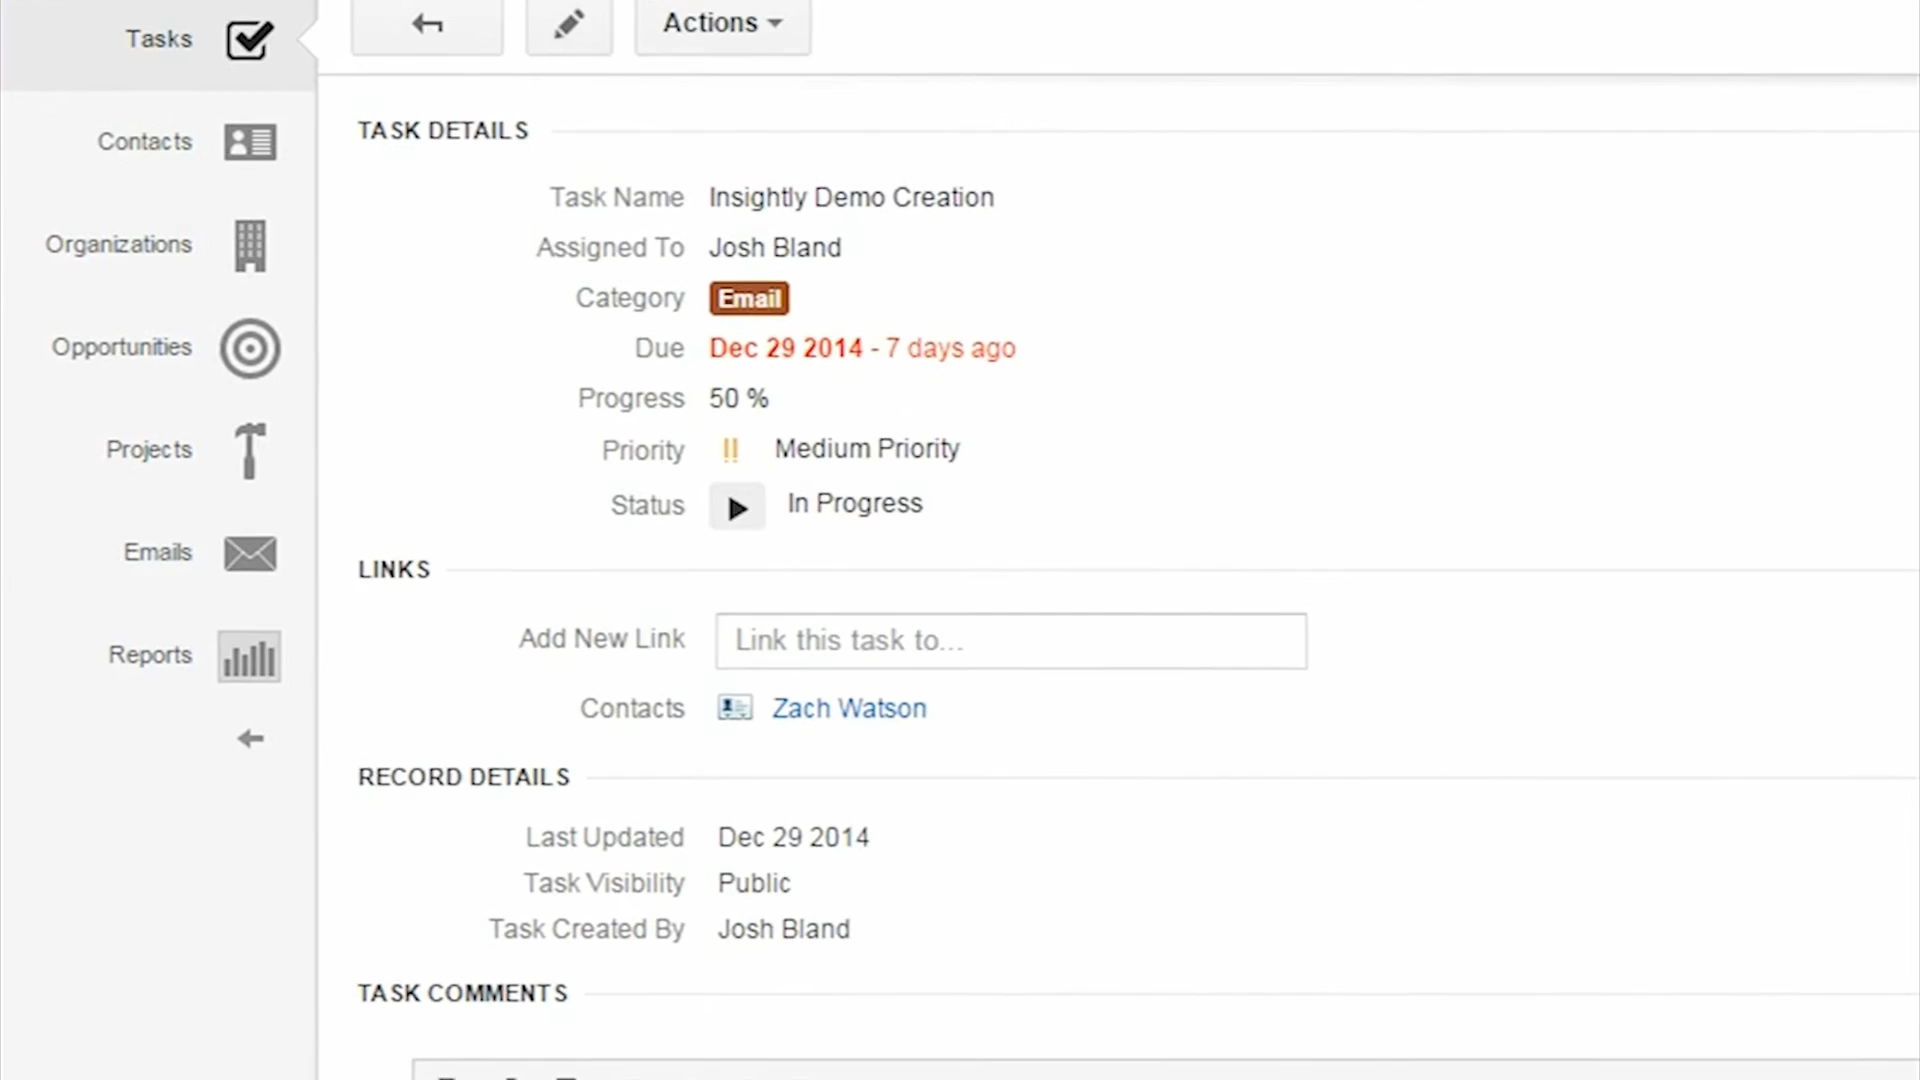 Tasks
Contacts
Organizations
Opportunities
Projects
Emails
Reports
Actions
TASK DETAILS
Task Name Insightly Demo Creation
Assigned To Josh Bland
Category Email
Due Dec 29 2014 - 7 days ago
Progress 50 %
Priority !! Medium Priority
Status In Progress
LINKS
Add New Link Link this task to...
Contacts Zach Watson
RECORD DETAILS
Last Updated Dec 29 2014
Task Visibility Public
Task Created By Josh Bland
TASK COMMENTS